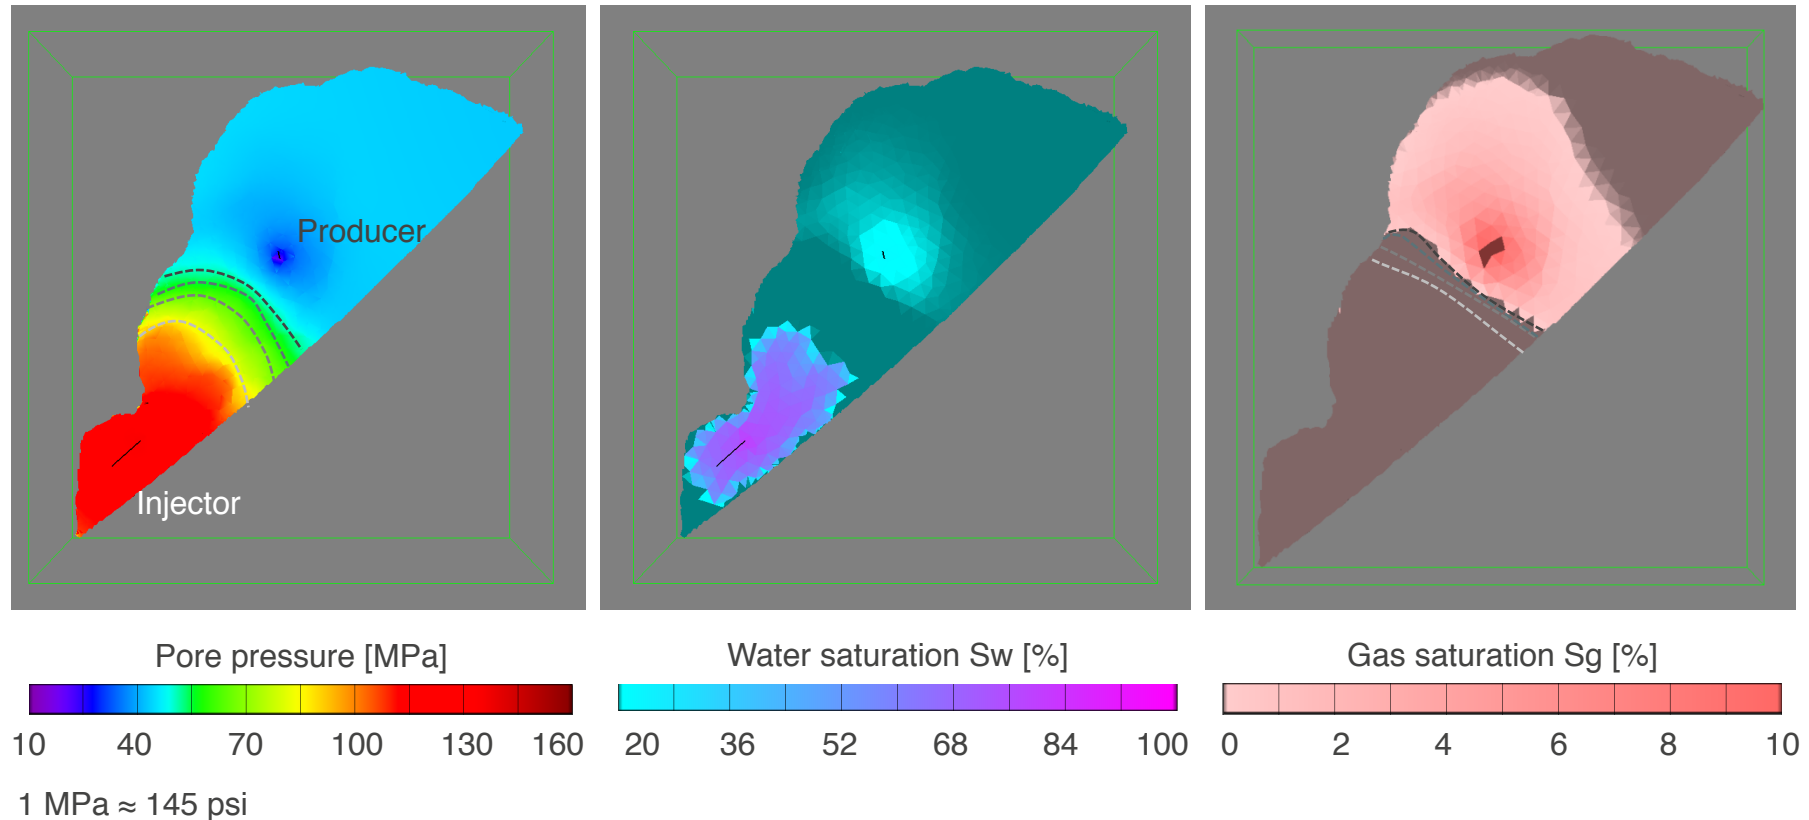 Producer
Injector
Pore pressure [MPa]
10 40 70 100 130 160
1 MPa ≈ 145 psi
Water saturation Sw [%]
20 36 52 68 84 100
Gas saturation Sg [%]
0 2 4 6 8 10